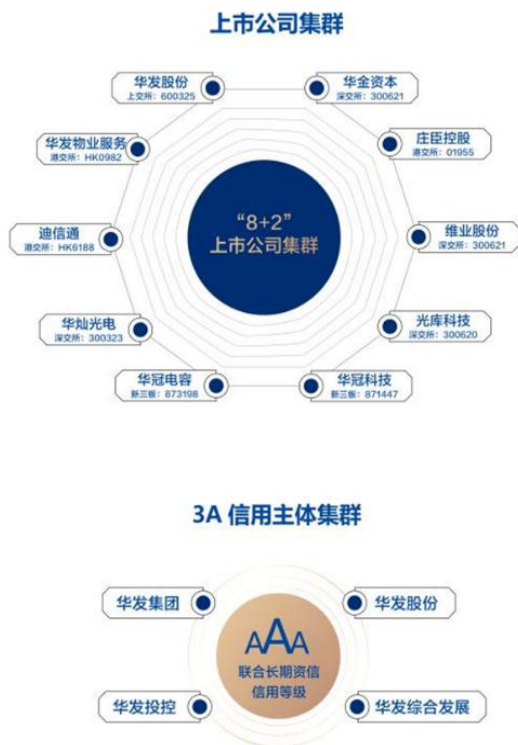 上市公司集群
华发股份
上交所：600325
华金资本
深交所：300621
华发物业服务
港交所：HK0982
庄臣控股
港交所：01955
迪信通
港交所：HK6188
“8+2”
上市公司集群
维业股份
深交所：300621
华灿光电
深交所：300323
光库科技
深交所：300620
华冠电容
新三板：873198
华冠科技
新三板：871447
3A 信用主体集群
华发集团
华发股份
AAA
联合长期资信
信用等级
华发投控
华发综合发展